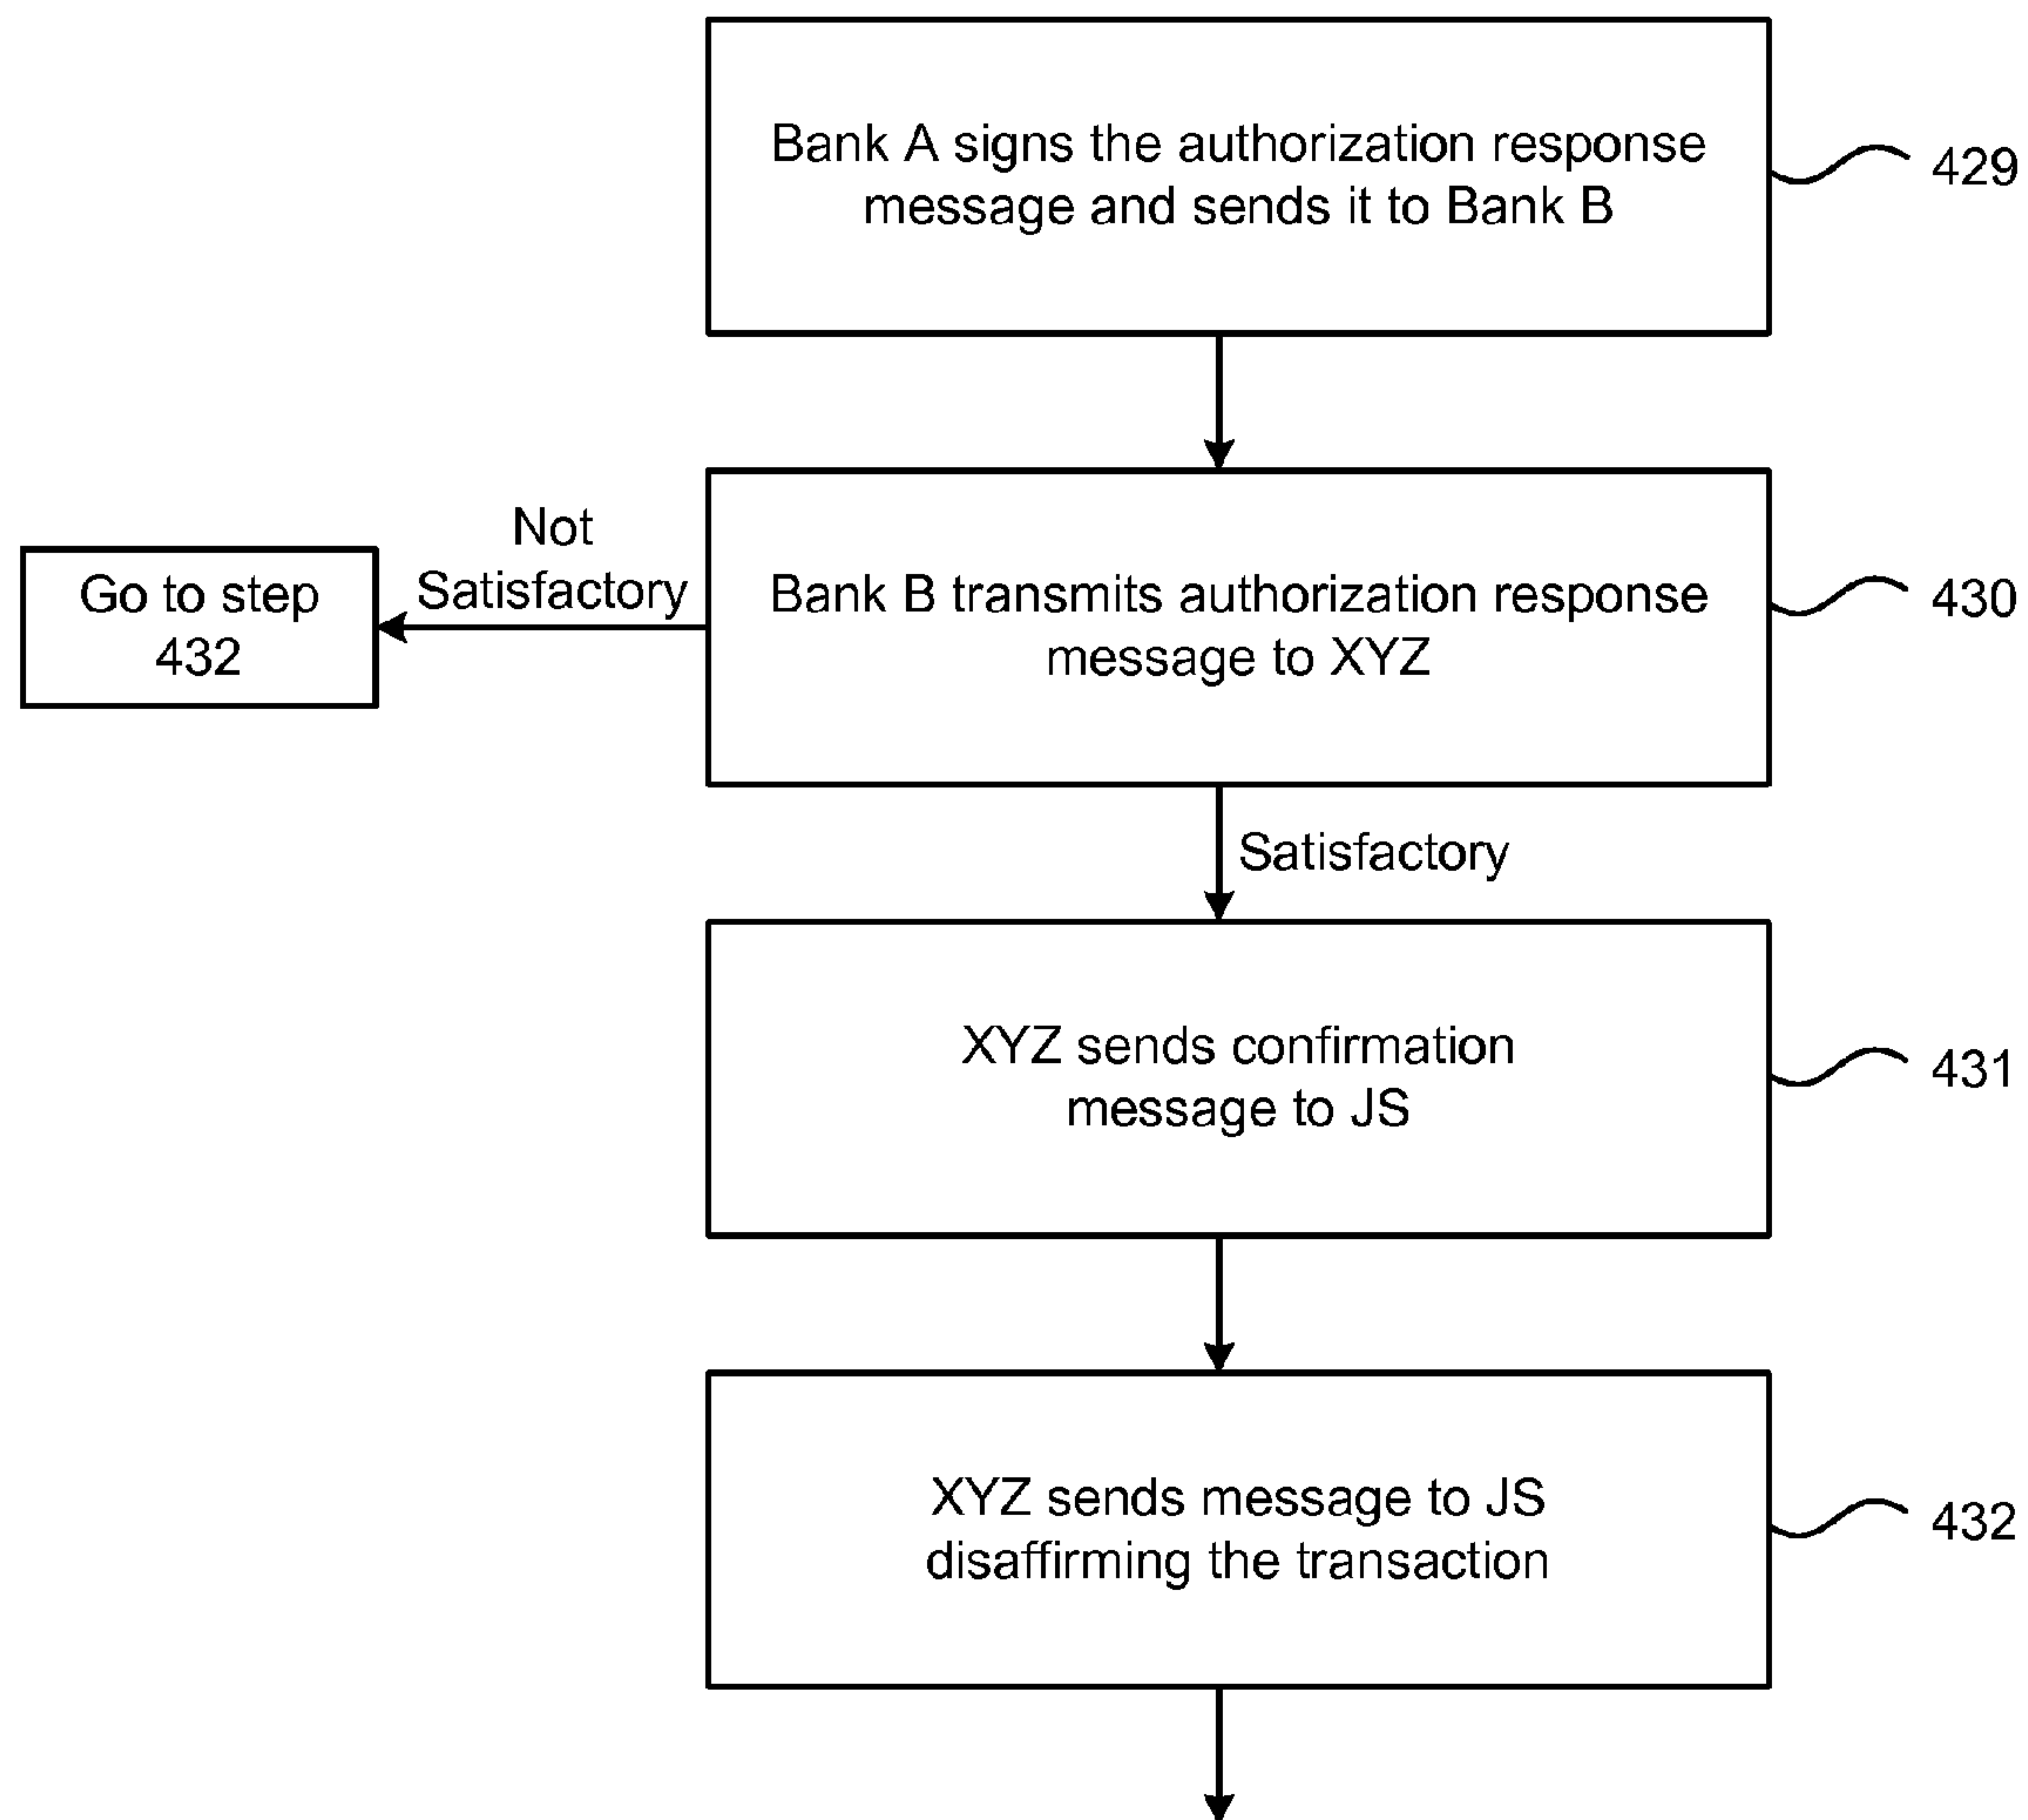 Bank A signs the authorization response
message and sends it to Bank B
429
Not
Satisfactory
Go to step
432
Bank B transmits authorization response
message to XYZ
430
Satisfactory
XYZ sends confirmation
message to JS
431
XYZ sends message to JS
disaffirming the transaction
432